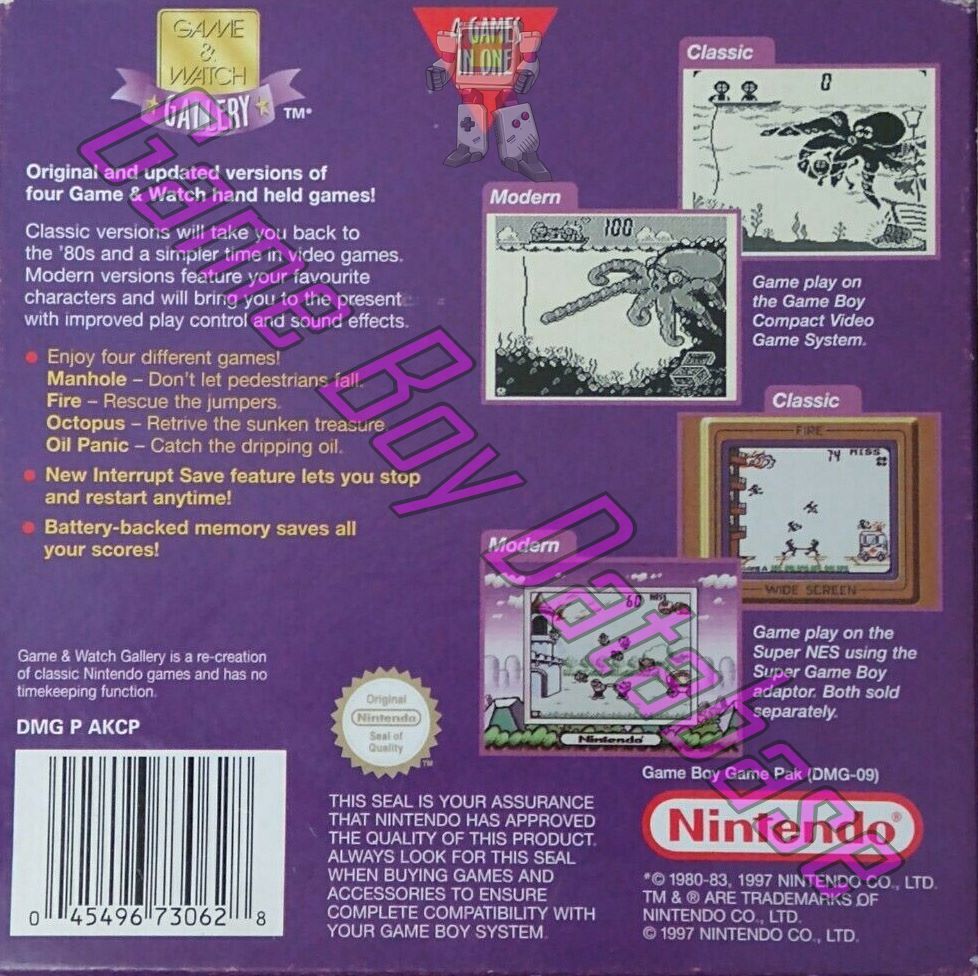 GAME
&
WATCH
GALLERY TM*
4 GAMES
IN ONE
Original and updated versions of
four Game & Watch hand held games!
Classic versions will take you back to
the '80s and a simpler time in video games.
Modern versions feature your favourite
characters and will bring you to the present
with improved play control and sound effects.
Enjoy four different games!
Manhole – Don't let pedestrians fall.
Fire – Rescue the jumpers.
Octopus – Retrive the sunken treasure.
Oil Panic – Catch the dripping oil.
New Interrupt Save feature lets you stop
and restart anytime!
Battery-backed memory saves all
your scores!
Classic
0
Modern
100
Game play on
the Game Boy
Compact Video
Game System.
Classic
FIRE
74 MISS
GAME A
WIDE SCREEN
Modern
60 MISS
Nintendo
Game play on the
Super NES using the
Super Game Boy
adaptor. Both sold
separately.
Game & Watch Gallery is a re-creation
of classic Nintendo games and has no
timekeeping function.
DMG P AKCP
0 45496 73062 8
Original
Nintendo
Seal of
Quality
TM
THIS SEAL IS YOUR ASSURANCE
THAT NINTENDO HAS APPROVED
THE QUALITY OF THIS PRODUCT.
ALWAYS LOOK FOR THIS SEAL
WHEN BUYING GAMES AND
ACCESSORIES TO ENSURE
COMPLETE COMPATIBILITY WITH
YOUR GAME BOY SYSTEM.
Game Boy Game Pak (DMG-09)
Nintendo®
*© 1980-83, 1997 NINTENDO CO., LTD.
TM & ® ARE TRADEMARKS OF
NINTENDO CO., LTD.
© 1997 NINTENDO CO., LTD.
Game Boy Database